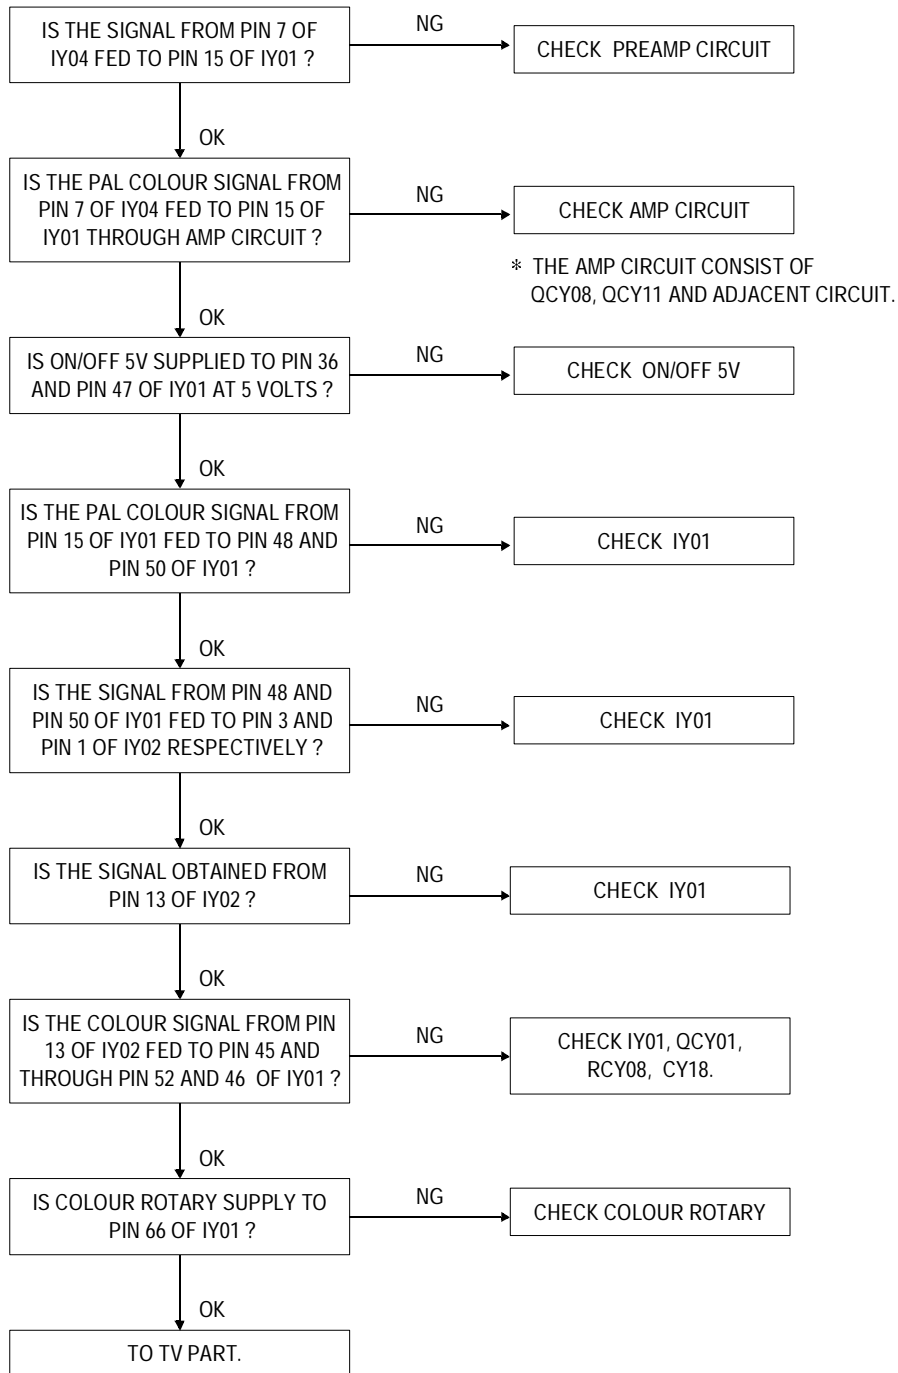 IS THE SIGNAL FROM PIN 7 OF
IY04 FED TO PIN 15 OF IY01 ?
NG
CHECK PREAMP CIRCUIT
OK
IS THE PAL COLOUR SIGNAL FROM
PIN 7 OF IY04 FED TO PIN 15 OF
IY01 THROUGH AMP CIRCUIT ?
NG
CHECK AMP CIRCUIT
* THE AMP CIRCUIT CONSIST OF
QCY08, QCY11 AND ADJACENT CIRCUIT.
OK
IS ON/OFF 5V SUPPLIED TO PIN 36
AND PIN 47 OF IY01 AT 5 VOLTS ?
NG
CHECK ON/OFF 5V
OK
IS THE PAL COLOUR SIGNAL FROM
PIN 15 OF IY01 FED TO PIN 48 AND
PIN 50 OF IY01 ?
NG
CHECK IY01
OK
IS THE SIGNAL FROM PIN 48 AND
PIN 50 OF IY01 FED TO PIN 3 AND
PIN 1 OF IY02 RESPECTIVELY ?
NG
CHECK IY01
OK
IS THE SIGNAL OBTAINED FROM
PIN 13 OF IY02 ?
NG
CHECK IY01
OK
IS THE COLOUR SIGNAL FROM PIN
13 OF IY02 FED TO PIN 45 AND
THROUGH PIN 52 AND 46 OF IY01 ?
NG
CHECK IY01, QCY01,
RCY08, CY18.
OK
IS COLOUR ROTARY SUPPLY TO
PIN 66 OF IY01 ?
NG
CHECK COLOUR ROTARY
OK
TO TV PART.